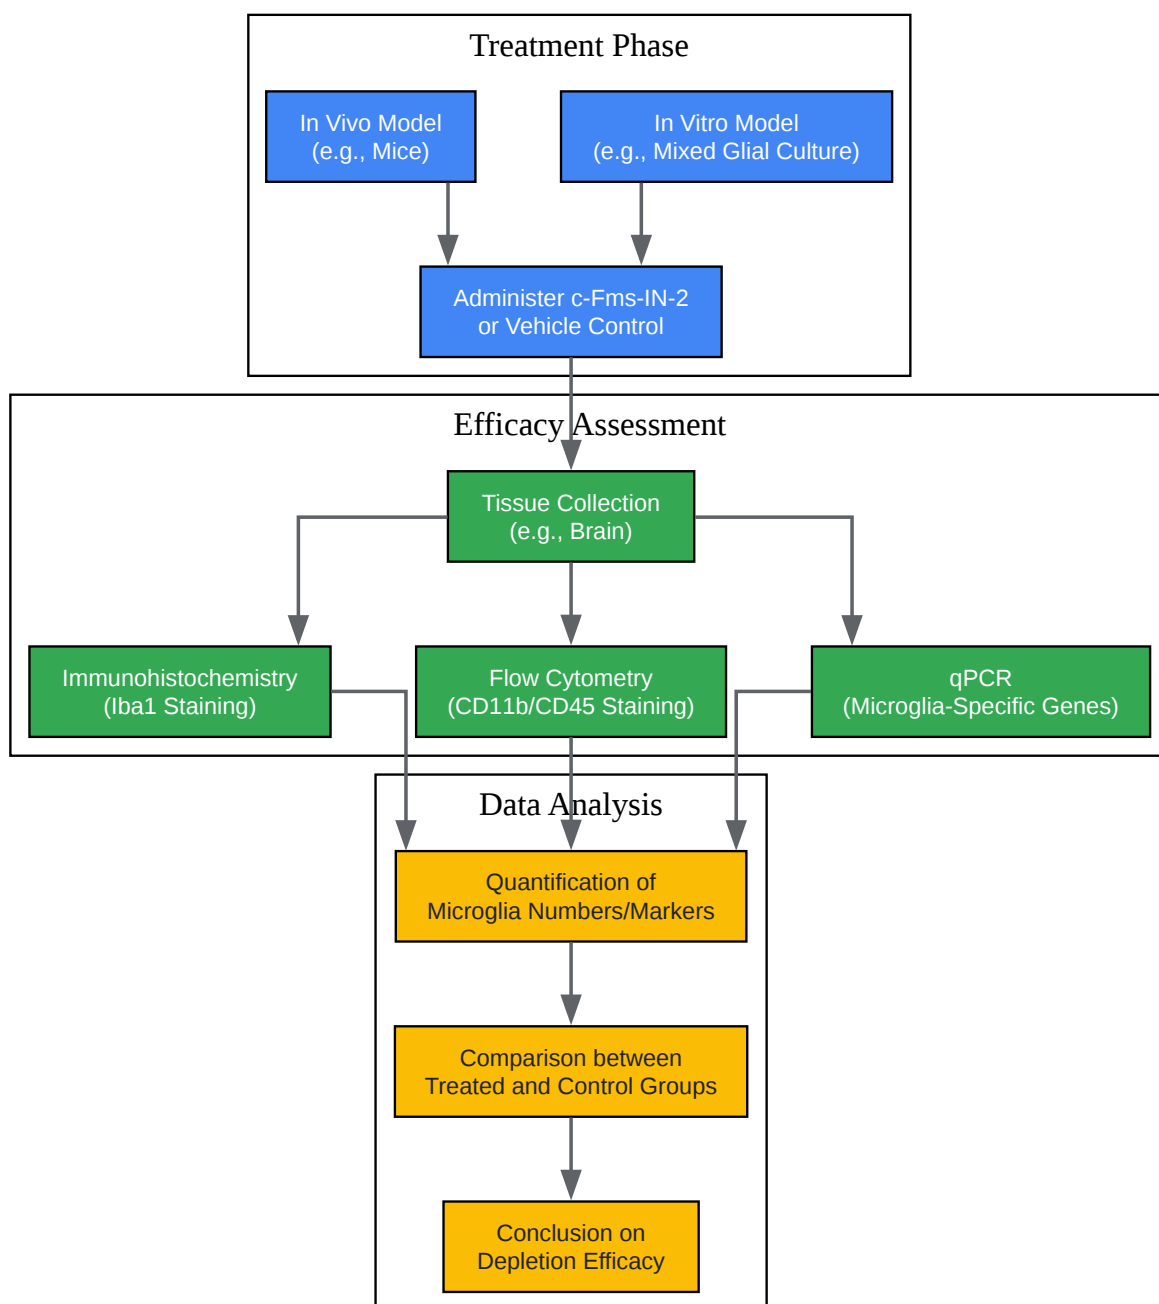 Treatment Phase
In Vivo Model
(e.g., Mice)
In Vitro Model
(e.g., Mixed Glial Culture)
Administer c-Fms-IN-2
or Vehicle Control
Efficacy Assessment
Tissue Collection
(e.g., Brain)
Immunohistochemistry
(Iba1 Staining)
Flow Cytometry
(CD11b/CD45 Staining)
qPCR
(Microglia-Specific Genes)
Data Analysis
Quantification of
Microglia Numbers/Markers
Comparison between
Treated and Control Groups
Conclusion on
Depletion Efficacy